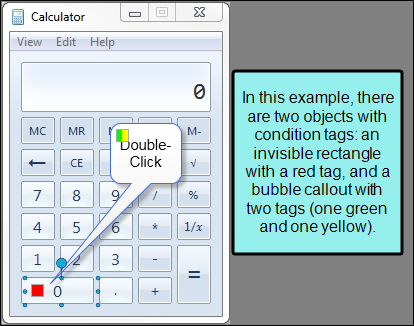 Calculator
View Edit Help
0
MC MR M-
← CE √
7 8 9 / %
4 5 6 * 1/x
1 2 3 - =
0 . +
Double-
Click
In this example, there
are two objects with
condition tags: an
invisible rectangle
with a red tag, and a
bubble callout with
two tags (one green
and one yellow).